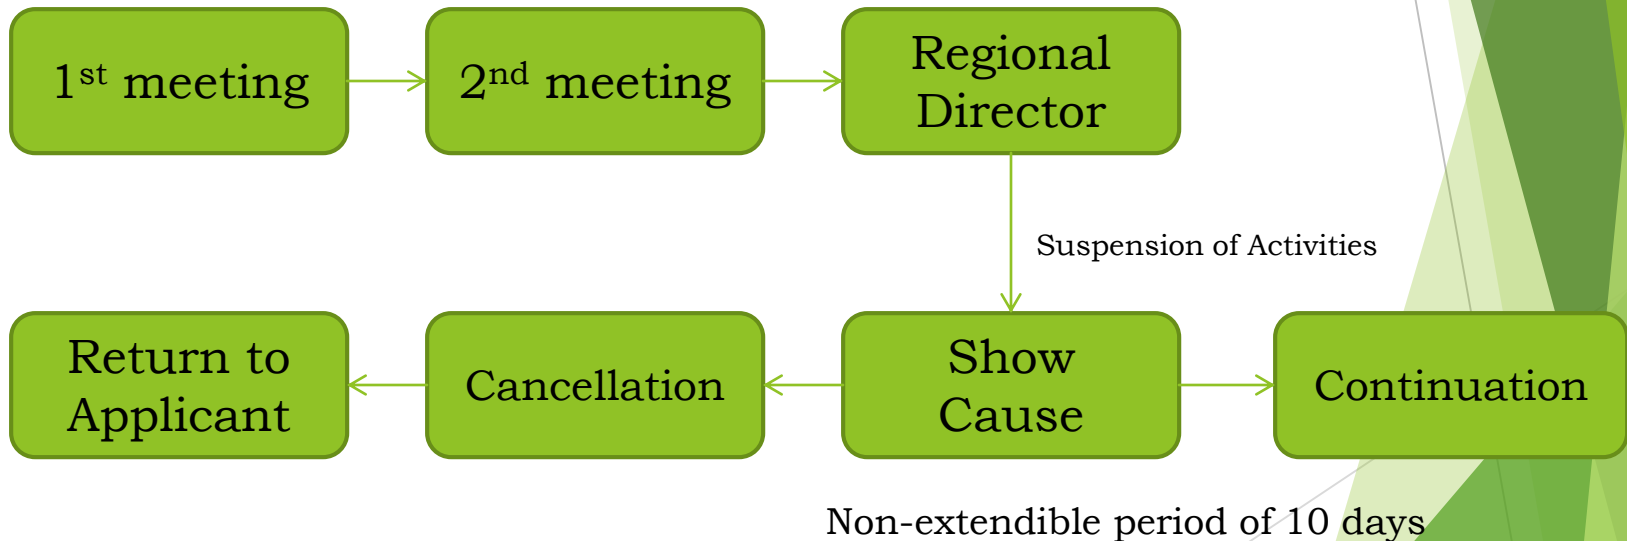 1st meeting
2nd meeting
Regional
Director
Suspension of Activities
Return to
Applicant
Cancellation
Show
Cause
Continuation
Non-extendible period of 10 days